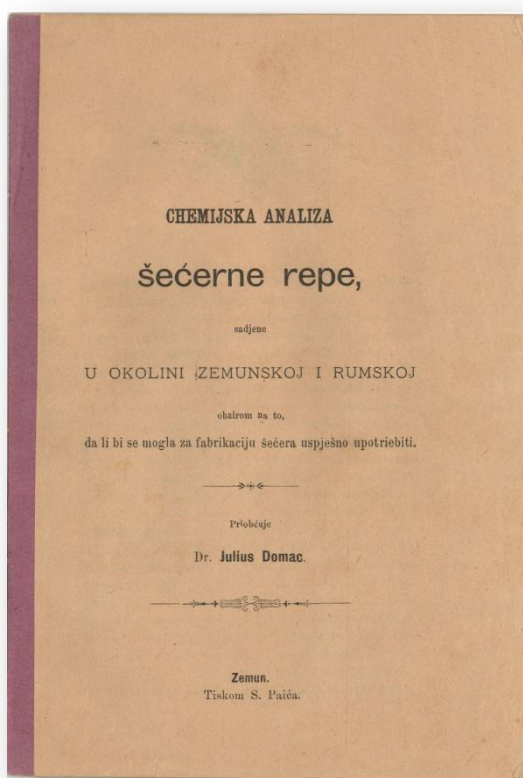 CHEMIJSKA ANALIZA
šećerne repe,
sadjene
U OKOLINI ZEMUNSKOJ I RUMSKOJ
obzirom na to,
da li bi se mogla za fabrikaciju šećera uspješno upotriebiti.
Priobćuje
Dr. Julius Domac.
Zemun.
Tiskom S. Paića.